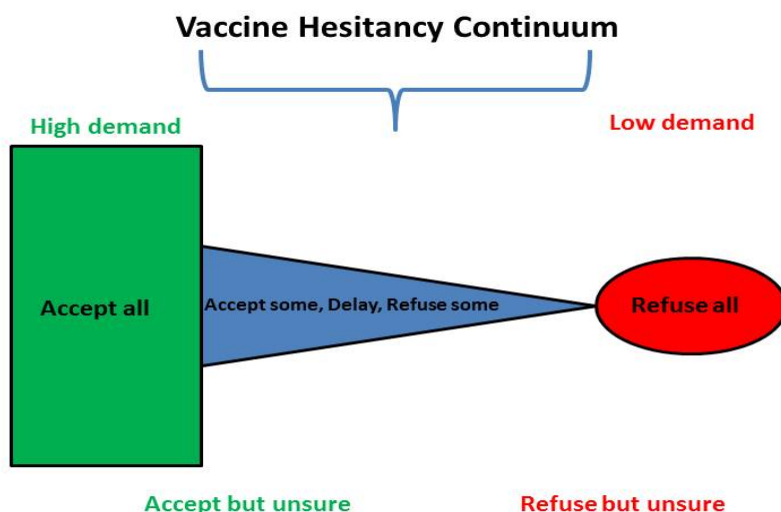 Vaccine Hesitancy Continuum
High demand
Low demand
Accept all
Accept some, Delay, Refuse some
Refuse all
Accept but unsure
Refuse but unsure